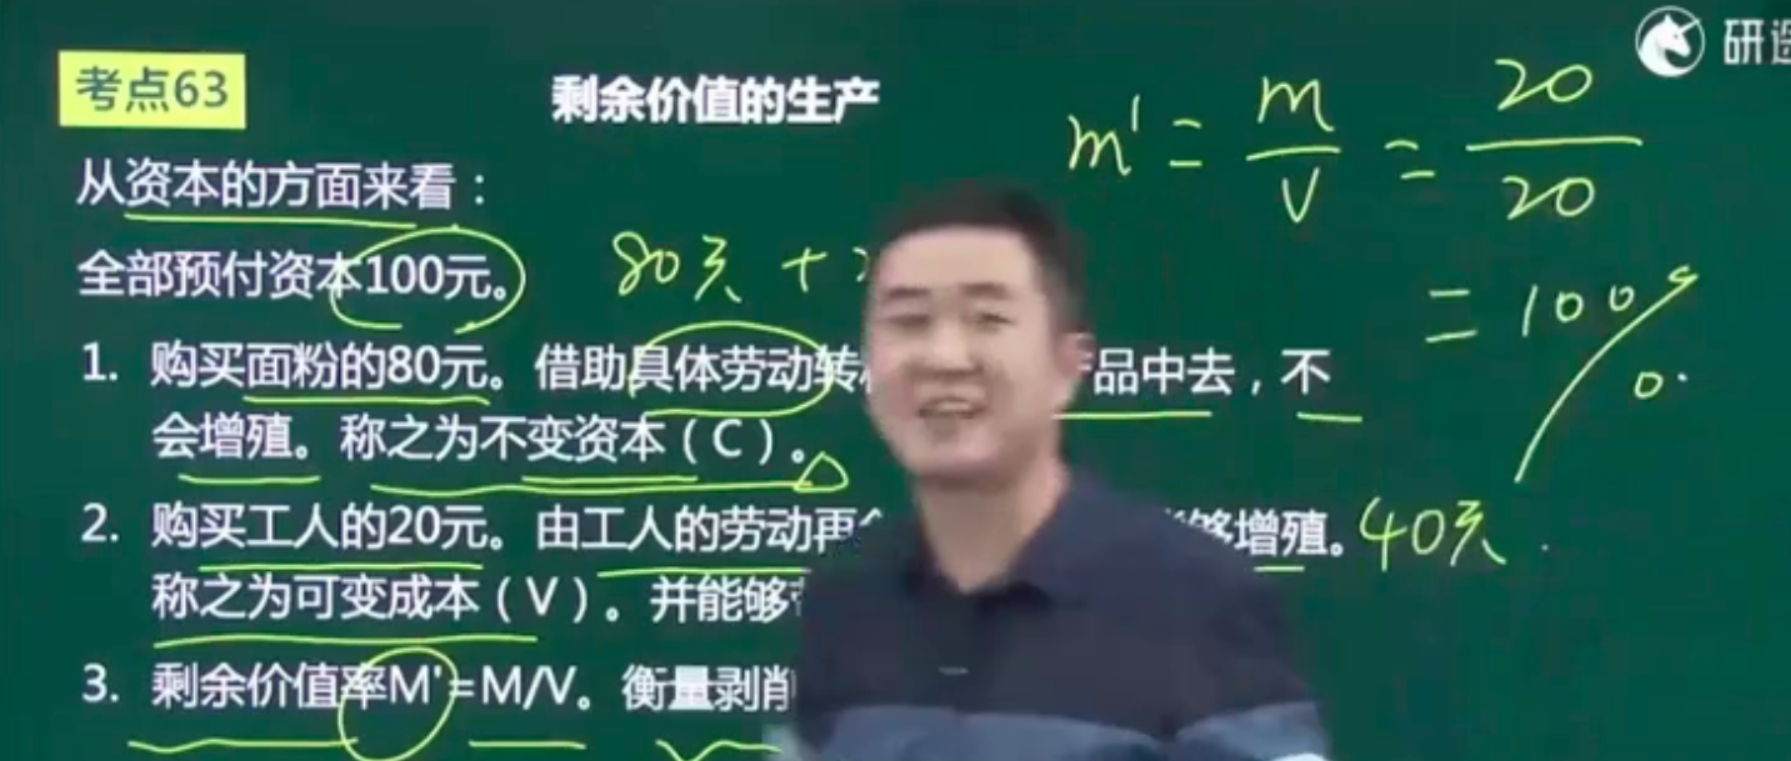 研
考点63
剩余价值的生产
m' = m/V = 20/20
= 100%
从资本的方面来看：
全部预付资本100元。
80元 +
1. 购买面粉的80元。借助具体劳动转 品中去，不
会增殖。称之为不变资本（C）。
2. 购买工人的20元。由工人的劳动再 够增殖。
40元
称之为可变成本（V）。并能够
3. 剩余价值率M'=M/V。衡量剥削